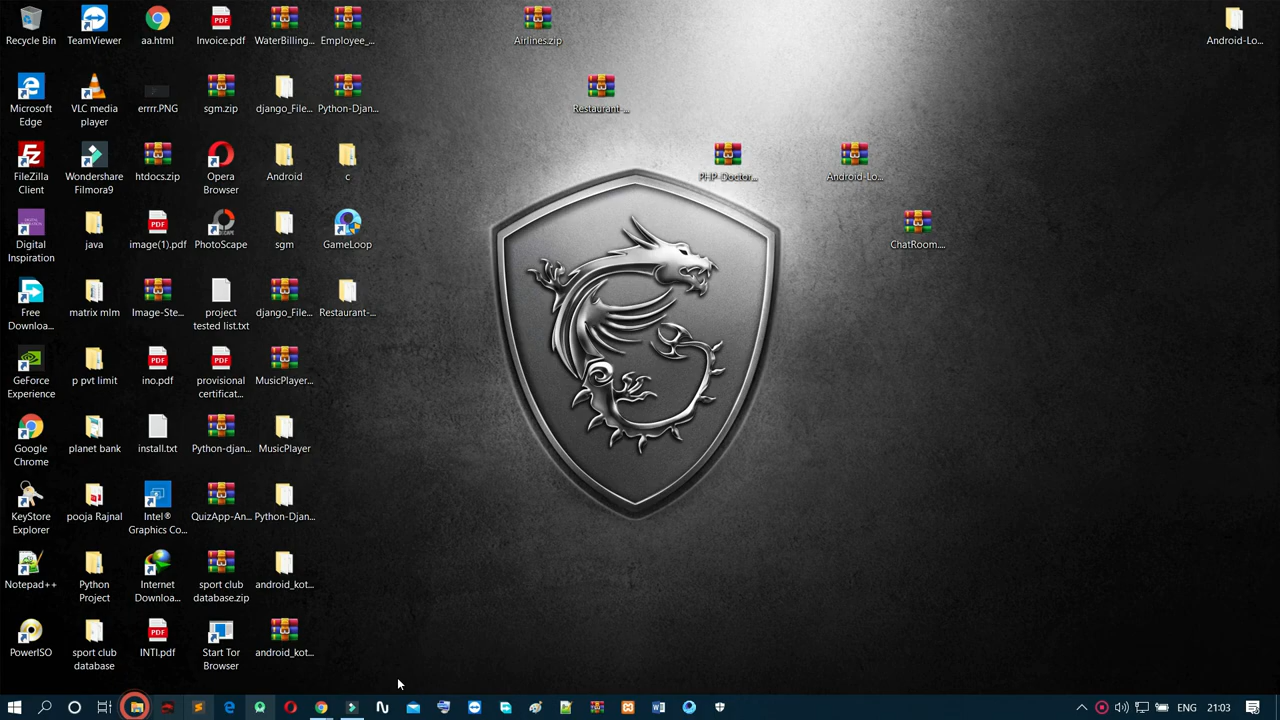 Recycle Bin
TeamViewer
aa.html
Invoice.pdf
WaterBilling...
Employee_...
Airlines.zip
Android-Lo...
Microsoft
Edge
VLC media
player
errrr.PNG
sgm.zip
django_File...
Python-Djan...
Restaurant-...
FileZilla
Client
Wondershare
Filmora9
htdocs.zip
Opera
Browser
Android
c
PHP-Doctor...
Android-Lo...
Digital
Inspiration
java
image(1).pdf
PhotoScape
sgm
GameLoop
ChatRoom....
Free
Downloa...
matrix mlm
Image-Ste...
project
tested list.txt
django_File...
Restaurant-...
GeForce
Experience
p pvt limit
ino.pdf
provisional
certificat...
MusicPlayer...
Google
Chrome
planet bank
install.txt
Python-djan...
MusicPlayer
KeyStore
Explorer
pooja Rajnal
Intel®
Graphics Co...
QuizApp-An...
Python-Djan...
Notepad++
Python
Project
Internet
Downloa...
sport club
database.zip
android_kot...
PowerISO
sport club
database
INTI.pdf
Start Tor
Browser
android_kot...
ENG
21:03